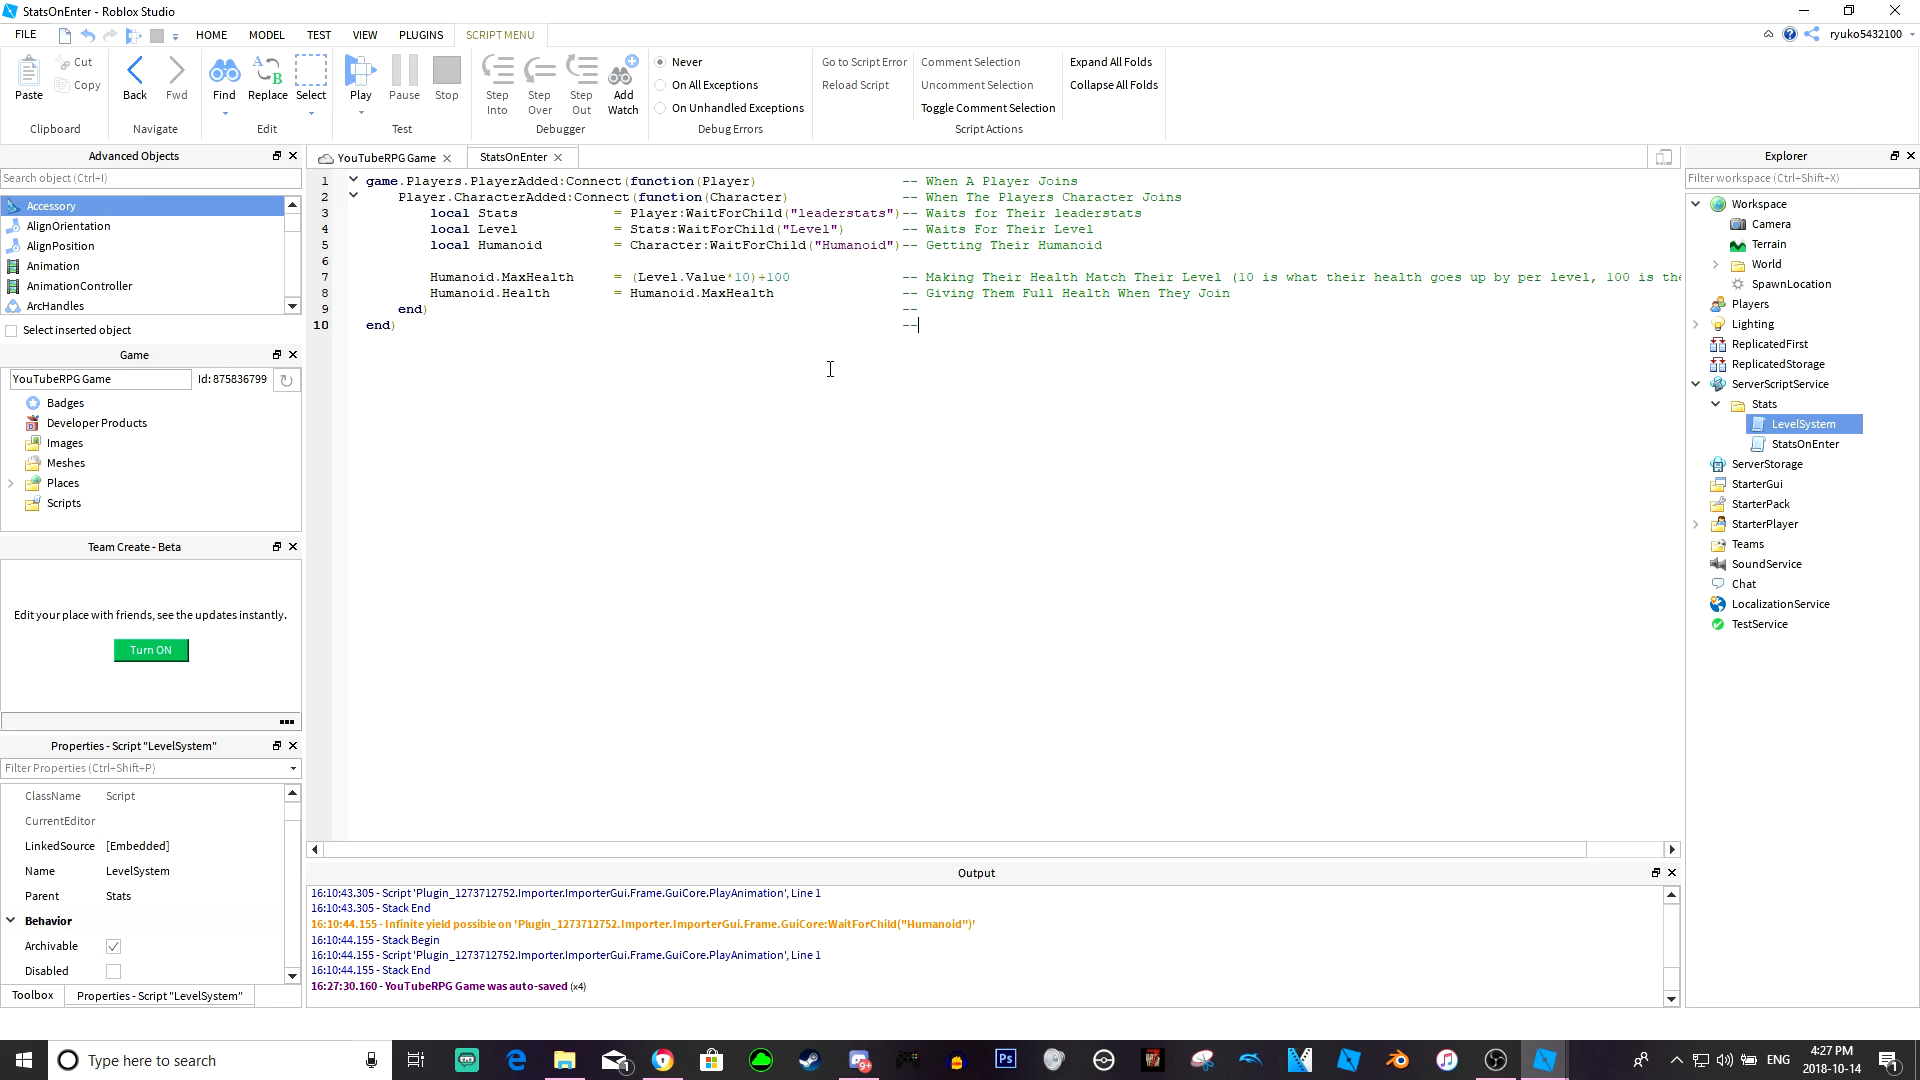 StatsOnEnter - Roblox Studio
FILE HOME MODEL TEST VIEW PLUGINS SCRIPT MENU ryuko5432100
Paste Cut Copy Clipboard
Back Fwd Navigate
Find Replace Select Edit
Play Pause Stop Test
Step Into Step Over Step Out Add Watch Debugger
Never
On All Exceptions
On Unhandled Exceptions
Debug Errors
Go to Script Error
Reload Script
Comment Selection
Uncomment Selection
Toggle Comment Selection
Script Actions
Expand All Folds
Collapse All Folds
Advanced Objects
Search object (Ctrl+I)
Accessory
AlignOrientation
AlignPosition
Animation
AnimationController
ArcHandles
Select inserted object
Game
YouTubeRPG Game Id: 875836799
Badges
Developer Products
Images
Meshes
Places
Scripts
Team Create - Beta
Edit your place with friends, see the updates instantly.
Turn ON
Properties - Script "LevelSystem"
Filter Properties (Ctrl+Shift+P)
ClassName Script
CurrentEditor
LinkedSource [Embedded]
Name LevelSystem
Parent Stats
Behavior
Archivable
Disabled
Toolbox Properties - Script "LevelSystem"
YouTubeRPG Game StatsOnEnter
1 game.Players.PlayerAdded:Connect(function(Player) -- When A Player Joins
2 Player.CharacterAdded:Connect(function(Character) -- When The Players Character Joins
3 local Stats = Player:WaitForChild("leaderstats")-- Waits for Their leaderstats
4 local Level = Stats:WaitForChild("Level") -- Waits For Their Level
5 local Humanoid = Character:WaitForChild("Humanoid")-- Getting Their Humanoid
6
7 Humanoid.MaxHealth = (Level.Value*10)+100 -- Making Their Health Match Their Level (10 is what their health goes up by per level, 100 is the
8 Humanoid.Health = Humanoid.MaxHealth -- Giving Them Full Health When They Join
9 end) --
10 end) --
Output
16:10:43.305 - Script 'Plugin_1273712752.Importer.ImporterGui.Frame.GuiCore.PlayAnimation', Line 1
16:10:43.305 - Stack End
16:10:44.155 - Infinite yield possible on 'Plugin_1273712752.Importer.ImporterGui.Frame.GuiCore:WaitForChild("Humanoid")'
16:10:44.155 - Stack Begin
16:10:44.155 - Script 'Plugin_1273712752.Importer.ImporterGui.Frame.GuiCore.PlayAnimation', Line 1
16:10:44.155 - Stack End
16:27:30.160 - YouTubeRPG Game was auto-saved (x4)
Explorer
Filter workspace (Ctrl+Shift+X)
Workspace
Camera
Terrain
World
SpawnLocation
Players
Lighting
ReplicatedFirst
ReplicatedStorage
ServerScriptService
Stats
LevelSystem
StatsOnEnter
ServerStorage
StarterGui
StarterPack
StarterPlayer
Teams
SoundService
Chat
LocalizationService
TestService
Type here to search
1
9+
Ps
ENG
4:27 PM
2018-10-14
1